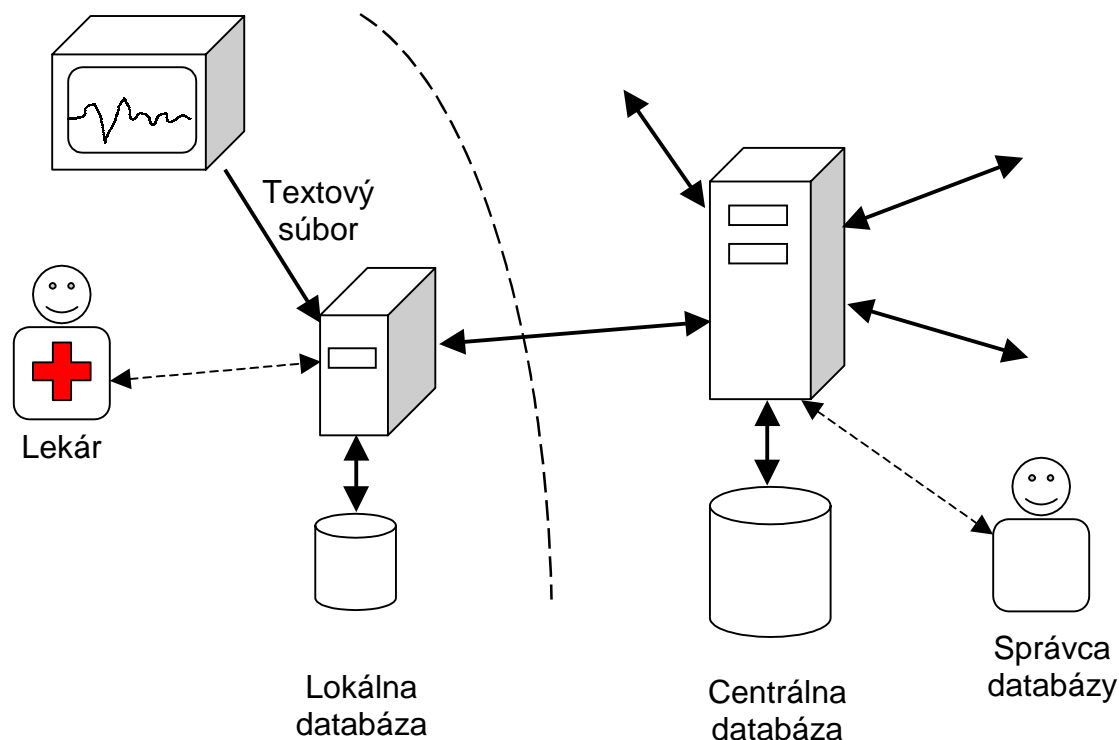 Textový
súbor
Lekár
Lokálna
databáza
Centrálna
databáza
Správca
databázy